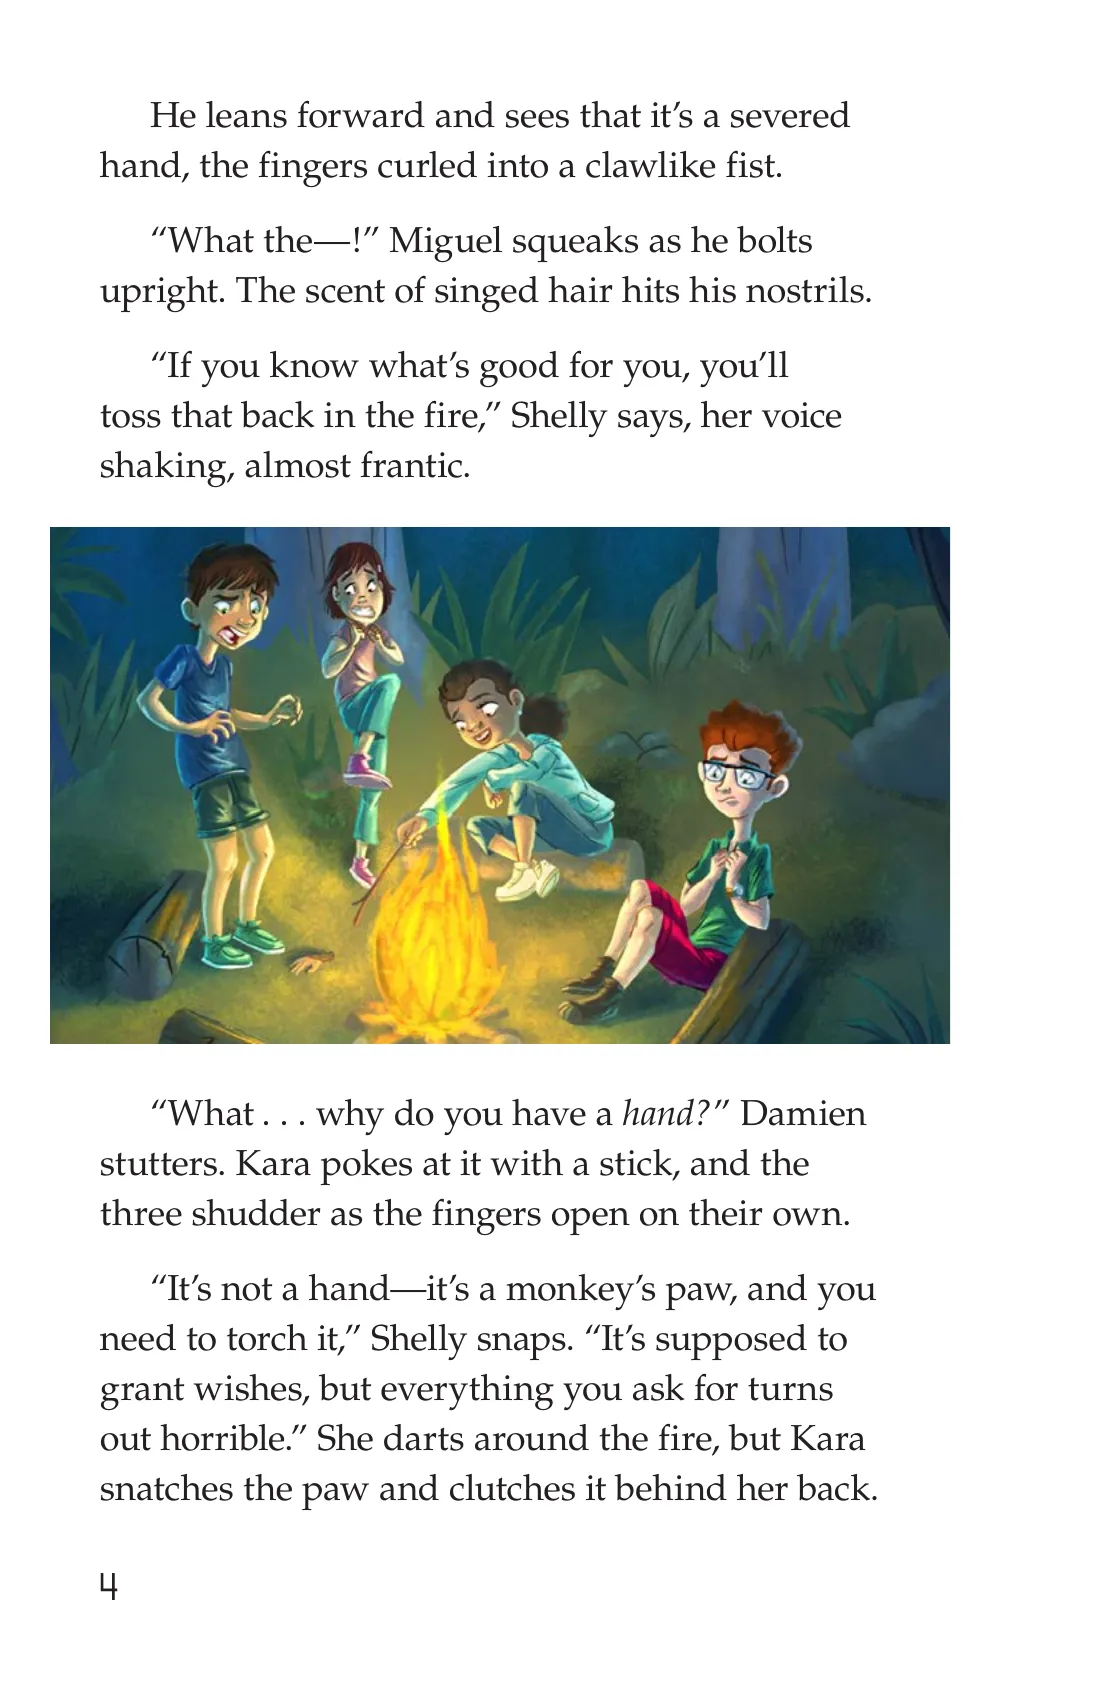 He leans forward and sees that it’s a severed
hand, the fingers curled into a clawlike fist.
“What the—!” Miguel squeaks as he bolts
upright. The scent of singed hair hits his nostrils.
“If you know what’s good for you, you’ll
toss that back in the fire,” Shelly says, her voice
shaking, almost frantic.
“What . . . why do you have a hand?” Damien
stutters. Kara pokes at it with a stick, and the
three shudder as the fingers open on their own.
“It’s not a hand—it’s a monkey’s paw, and you
need to torch it,” Shelly snaps. “It’s supposed to
grant wishes, but everything you ask for turns
out horrible.” She darts around the fire, but Kara
snatches the paw and clutches it behind her back.
4